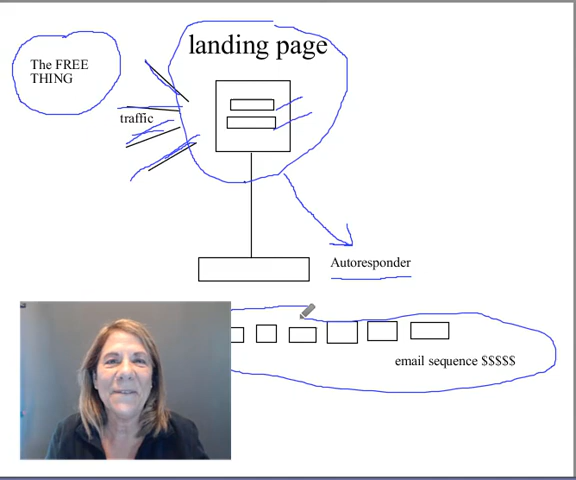 landing page
The FREE
THING
traffic
Autoresponder
email sequence $$$$$